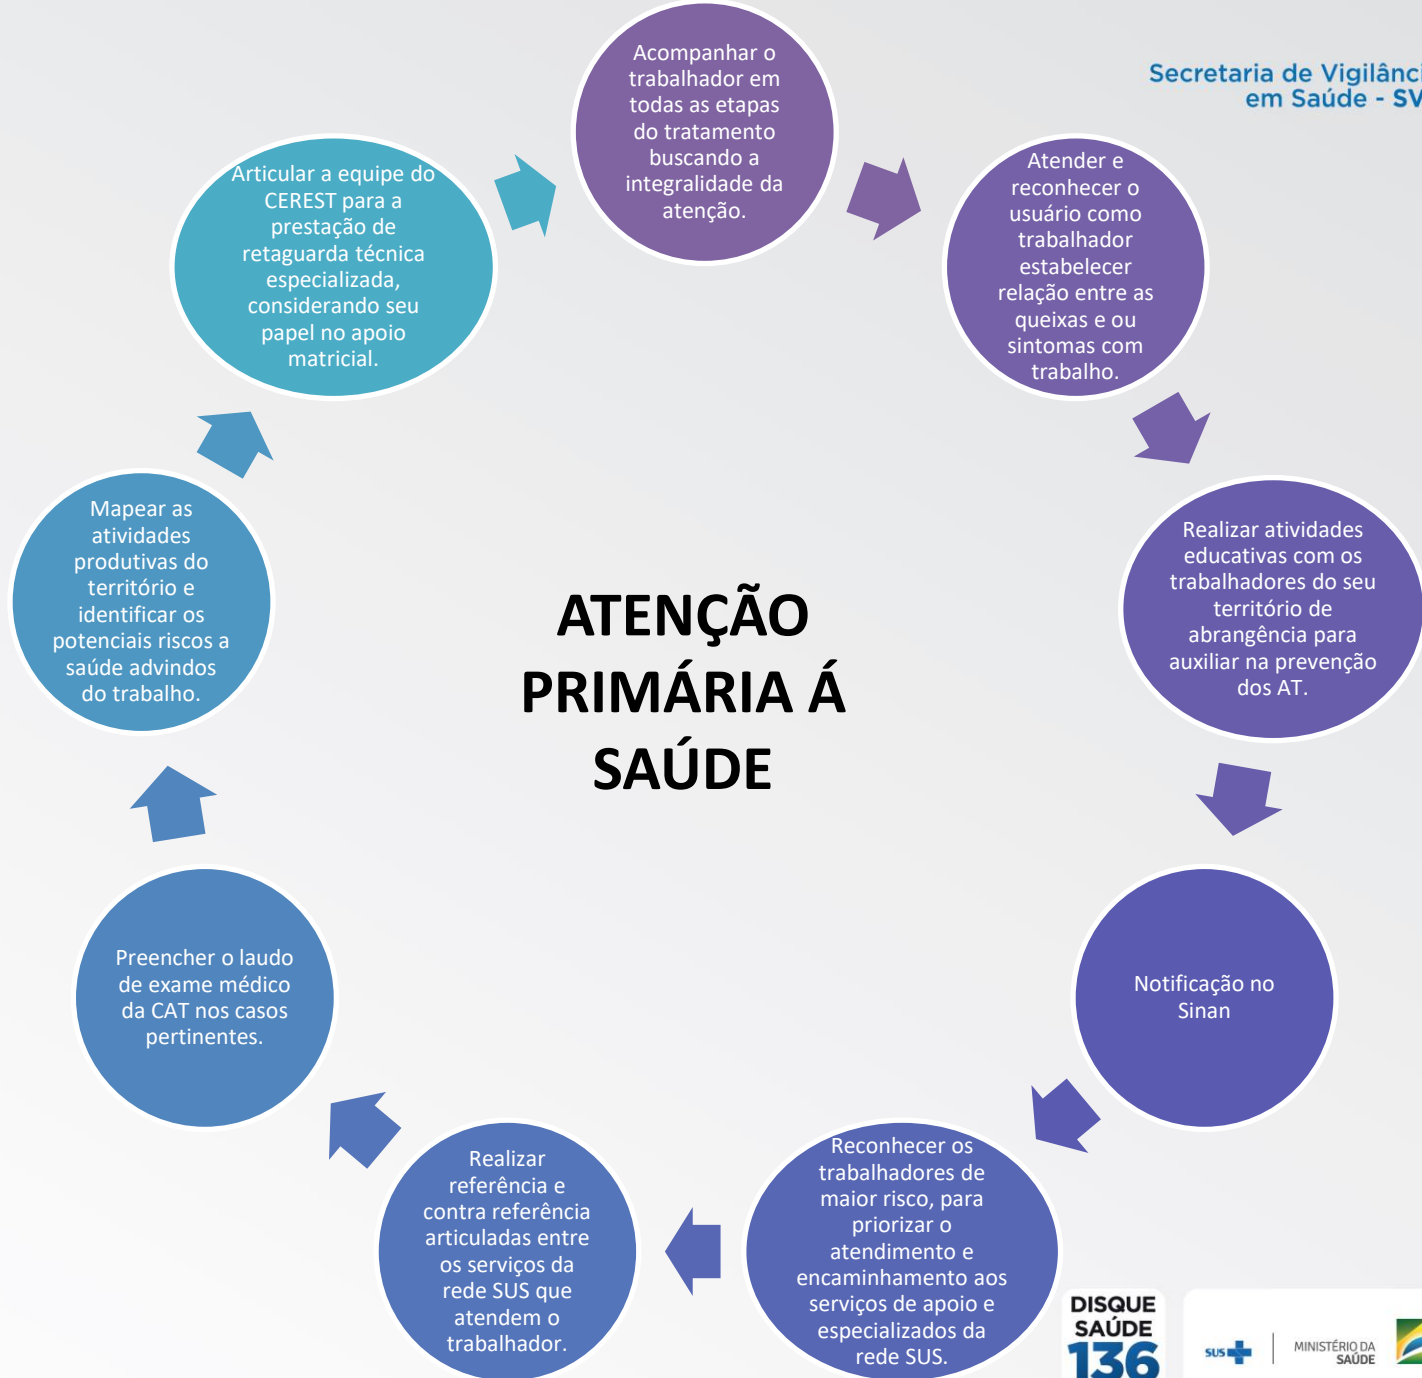 Secretaria de Vigilânci
em Saúde - SV
Acompanhar o
trabalhador em
todas as etapas
do tratamento
buscando a
integralidade da
atenção.
Atender e
reconhecer o
usuário como
trabalhador
estabelecer
relação entre as
queixas e ou
sintomas com
trabalho.
Realizar atividades
educativas com os
trabalhadores do seu
território de
abrangência para
auxiliar na prevenção
dos AT.
Notificação no
Sinan
Reconhecer os
trabalhadores de
maior risco, para
priorizar o
atendimento e
encaminhamento aos
serviços de apoio e
especializados da
rede SUS.
Realizar
referência e
contra referência
articuladas entre
os serviços da
rede SUS que
atendem o
trabalhador.
Preencher o laudo
de exame médico
da CAT nos casos
pertinentes.
Mapear as
atividades
produtivas do
território e
identificar os
potenciais riscos a
saúde advindos
do trabalho.
Articular a equipe do
CEREST para a
prestação de
retaguarda técnica
especializada,
considerando seu
papel no apoio
matricial.
ATENÇÃO
PRIMÁRIA Á
SAÚDE
DISQUE
SAÚDE
136
SUS
MINISTÉRIO DA
SAÚDE